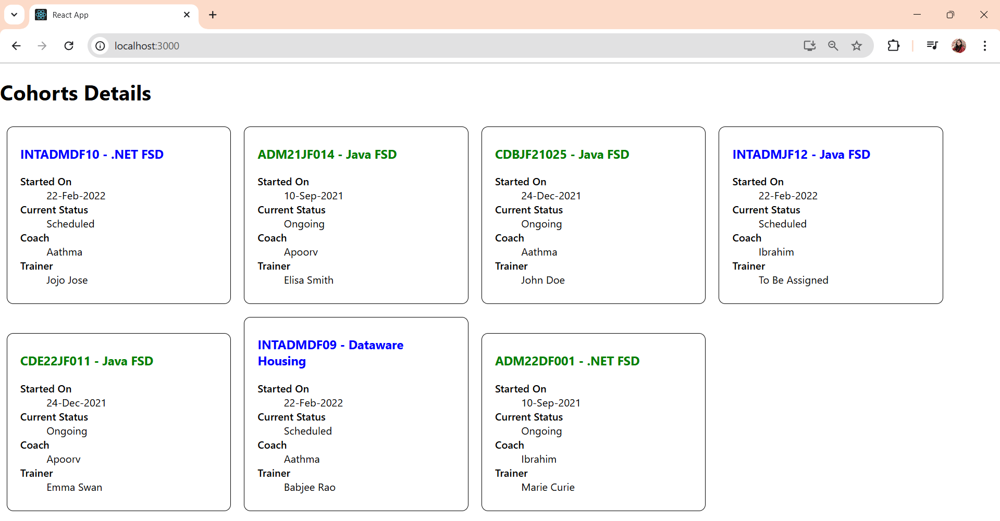 React App
localhost:3000
Cohorts Details
INTADMDF10 - .NET FSD
Started On
22-Feb-2022
Current Status
Scheduled
Coach
Aathma
Trainer
Jojo Jose
ADM21JF014 - Java FSD
Started On
10-Sep-2021
Current Status
Ongoing
Coach
Apoorv
Trainer
Elisa Smith
CDBJF21025 - Java FSD
Started On
24-Dec-2021
Current Status
Ongoing
Coach
Aathma
Trainer
John Doe
INTADMJF12 - Java FSD
Started On
22-Feb-2022
Current Status
Scheduled
Coach
Ibrahim
Trainer
To Be Assigned
CDE22JF011 - Java FSD
Started On
24-Dec-2021
Current Status
Ongoing
Coach
Apoorv
Trainer
Emma Swan
INTADMDF09 - Dataware
Housing
Started On
22-Feb-2022
Current Status
Scheduled
Coach
Aathma
Trainer
Babjee Rao
ADM22DF001 - .NET FSD
Started On
10-Sep-2021
Current Status
Ongoing
Coach
Ibrahim
Trainer
Marie Curie